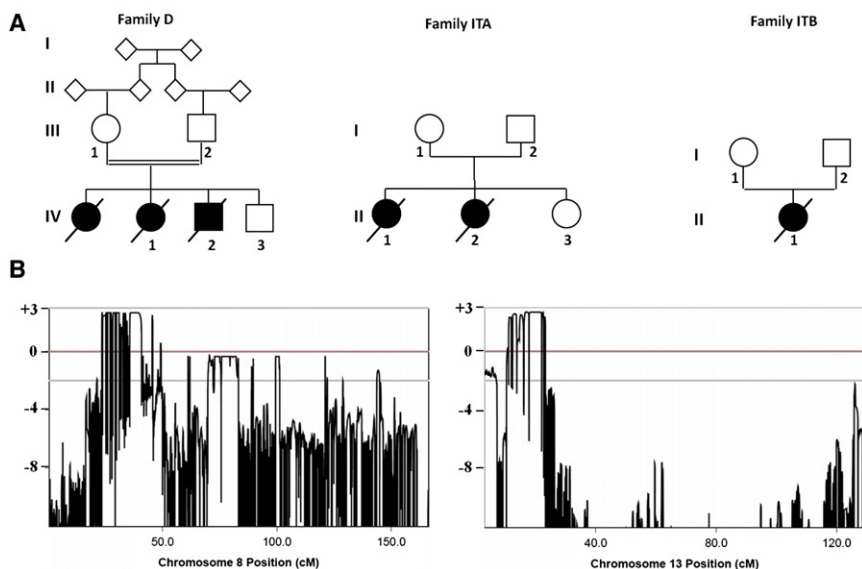 A
Family D
Family ITA
Family ITB
I
II
III
1
2
IV
1
2
3
I
1
2
II
1
2
3
I
1
2
II
1
B
+3
0
-4
-8
50.0
100.0
150.0
Chromosome 8 Position (cM)
+3
0
-4
-8
40.0
80.0
120.0
Chromosome 13 Position (cM)